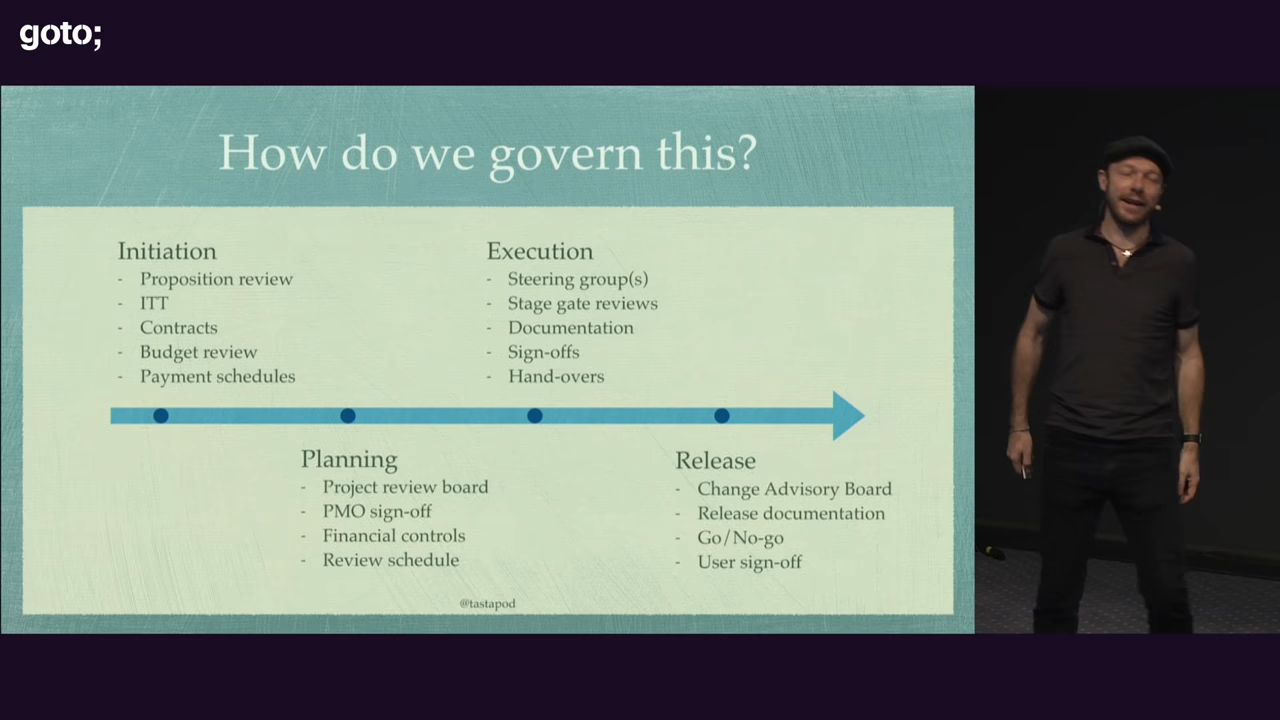 goto;
How do we govern this?
Initiation
- Proposition review
- ITT
- Contracts
- Budget review
- Payment schedules
Execution
- Steering group(s)
- Stage gate reviews
- Documentation
- Sign-offs
- Hand-overs
Planning
- Project review board
- PMO sign-off
- Financial controls
- Review schedule
Release
- Change Advisory Board
- Release documentation
- Go/No-go
- User sign-off
@tastapod